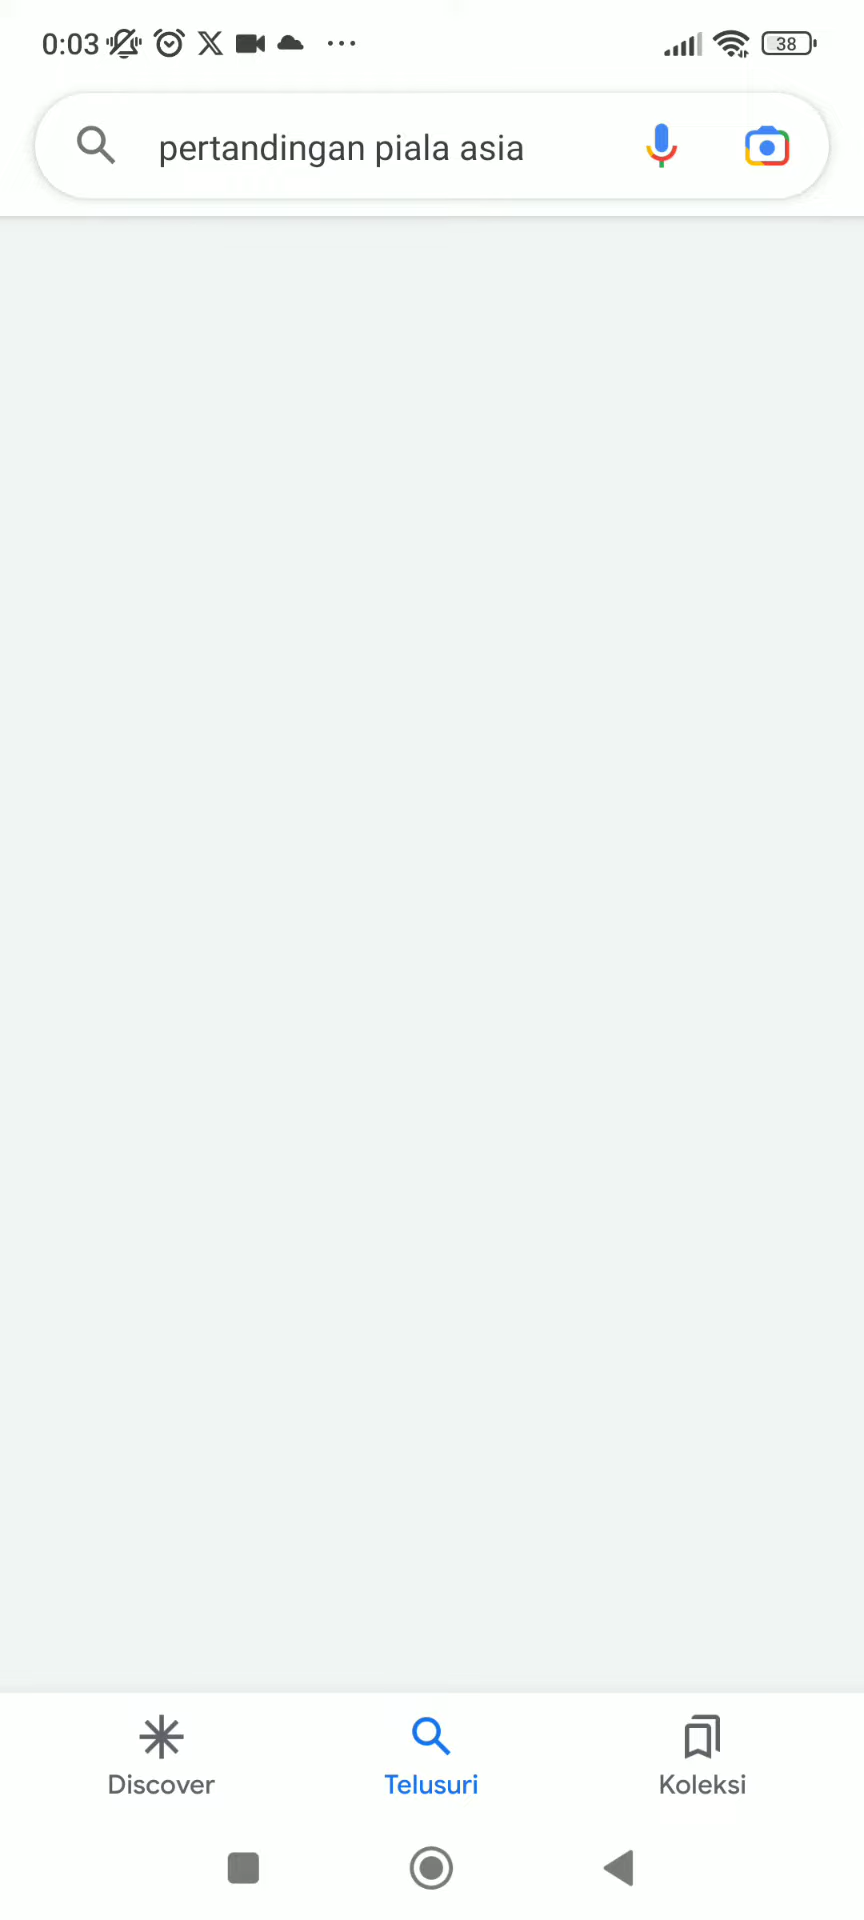 0:03
38
pertandingan piala asia
Discover
Telusuri
Koleksi